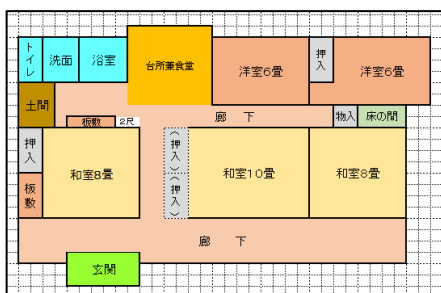 トイレ
洗面
浴室
台所兼食堂
洋室6畳
押入
洋室6畳
土間
板敷
2尺
廊 下
物入
床の間
押入
板敷
和室8畳
(押入)
(押入)
和室10畳
和室8畳
廊 下
玄関